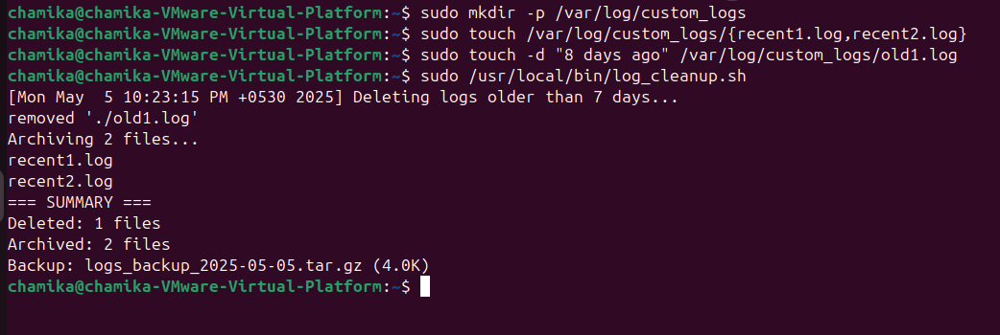 chamika@chamika-VMware-Virtual-Platform:~$ sudo mkdir -p /var/log/custom_logs
chamika@chamika-VMware-Virtual-Platform:~$ sudo touch /var/log/custom_logs/{recent1.log,recent2.log}
chamika@chamika-VMware-Virtual-Platform:~$ sudo touch -d "8 days ago" /var/log/custom_logs/old1.log
chamika@chamika-VMware-Virtual-Platform:~$ sudo /usr/local/bin/log_cleanup.sh
[Mon May  5 10:23:15 PM +0530 2025] Deleting logs older than 7 days...
removed './old1.log'
Archiving 2 files...
recent1.log
recent2.log
=== SUMMARY ===
Deleted: 1 files
Archived: 2 files
Backup: logs_backup_2025-05-05.tar.gz (4.0K)
chamika@chamika-VMware-Virtual-Platform:~$